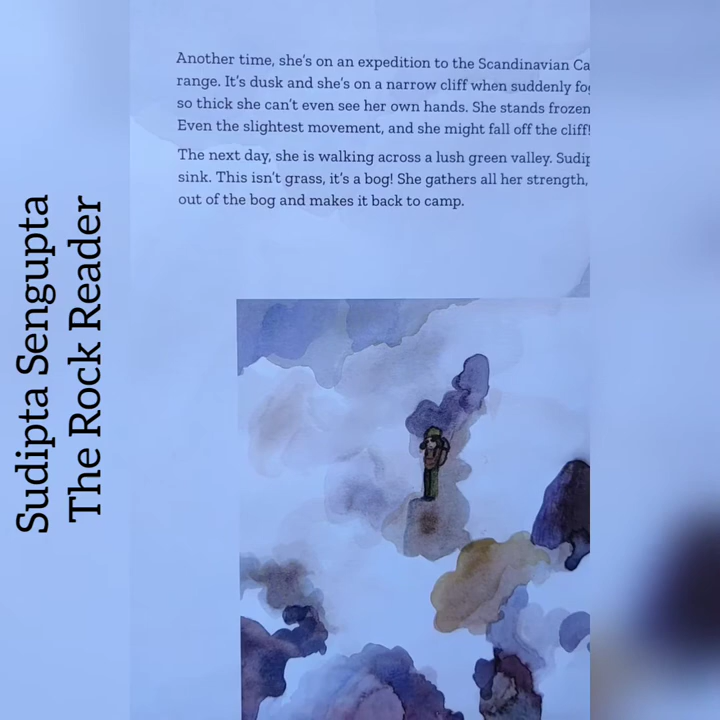 Sudipta Sengupta
The Rock Reader
Another time, she's on an expedition to the Scandinavian
range. It's dusk and she's on a narrow cliff when suddenly
so thick she can't even see her own hands. She stands frozen
Even the slightest movement, and she might fall off the cliff!
The next day, she is walking across a lush green valley.
sink. This isn't grass, it's a bog! She gathers all her strength,
out of the bog and makes it back to camp.